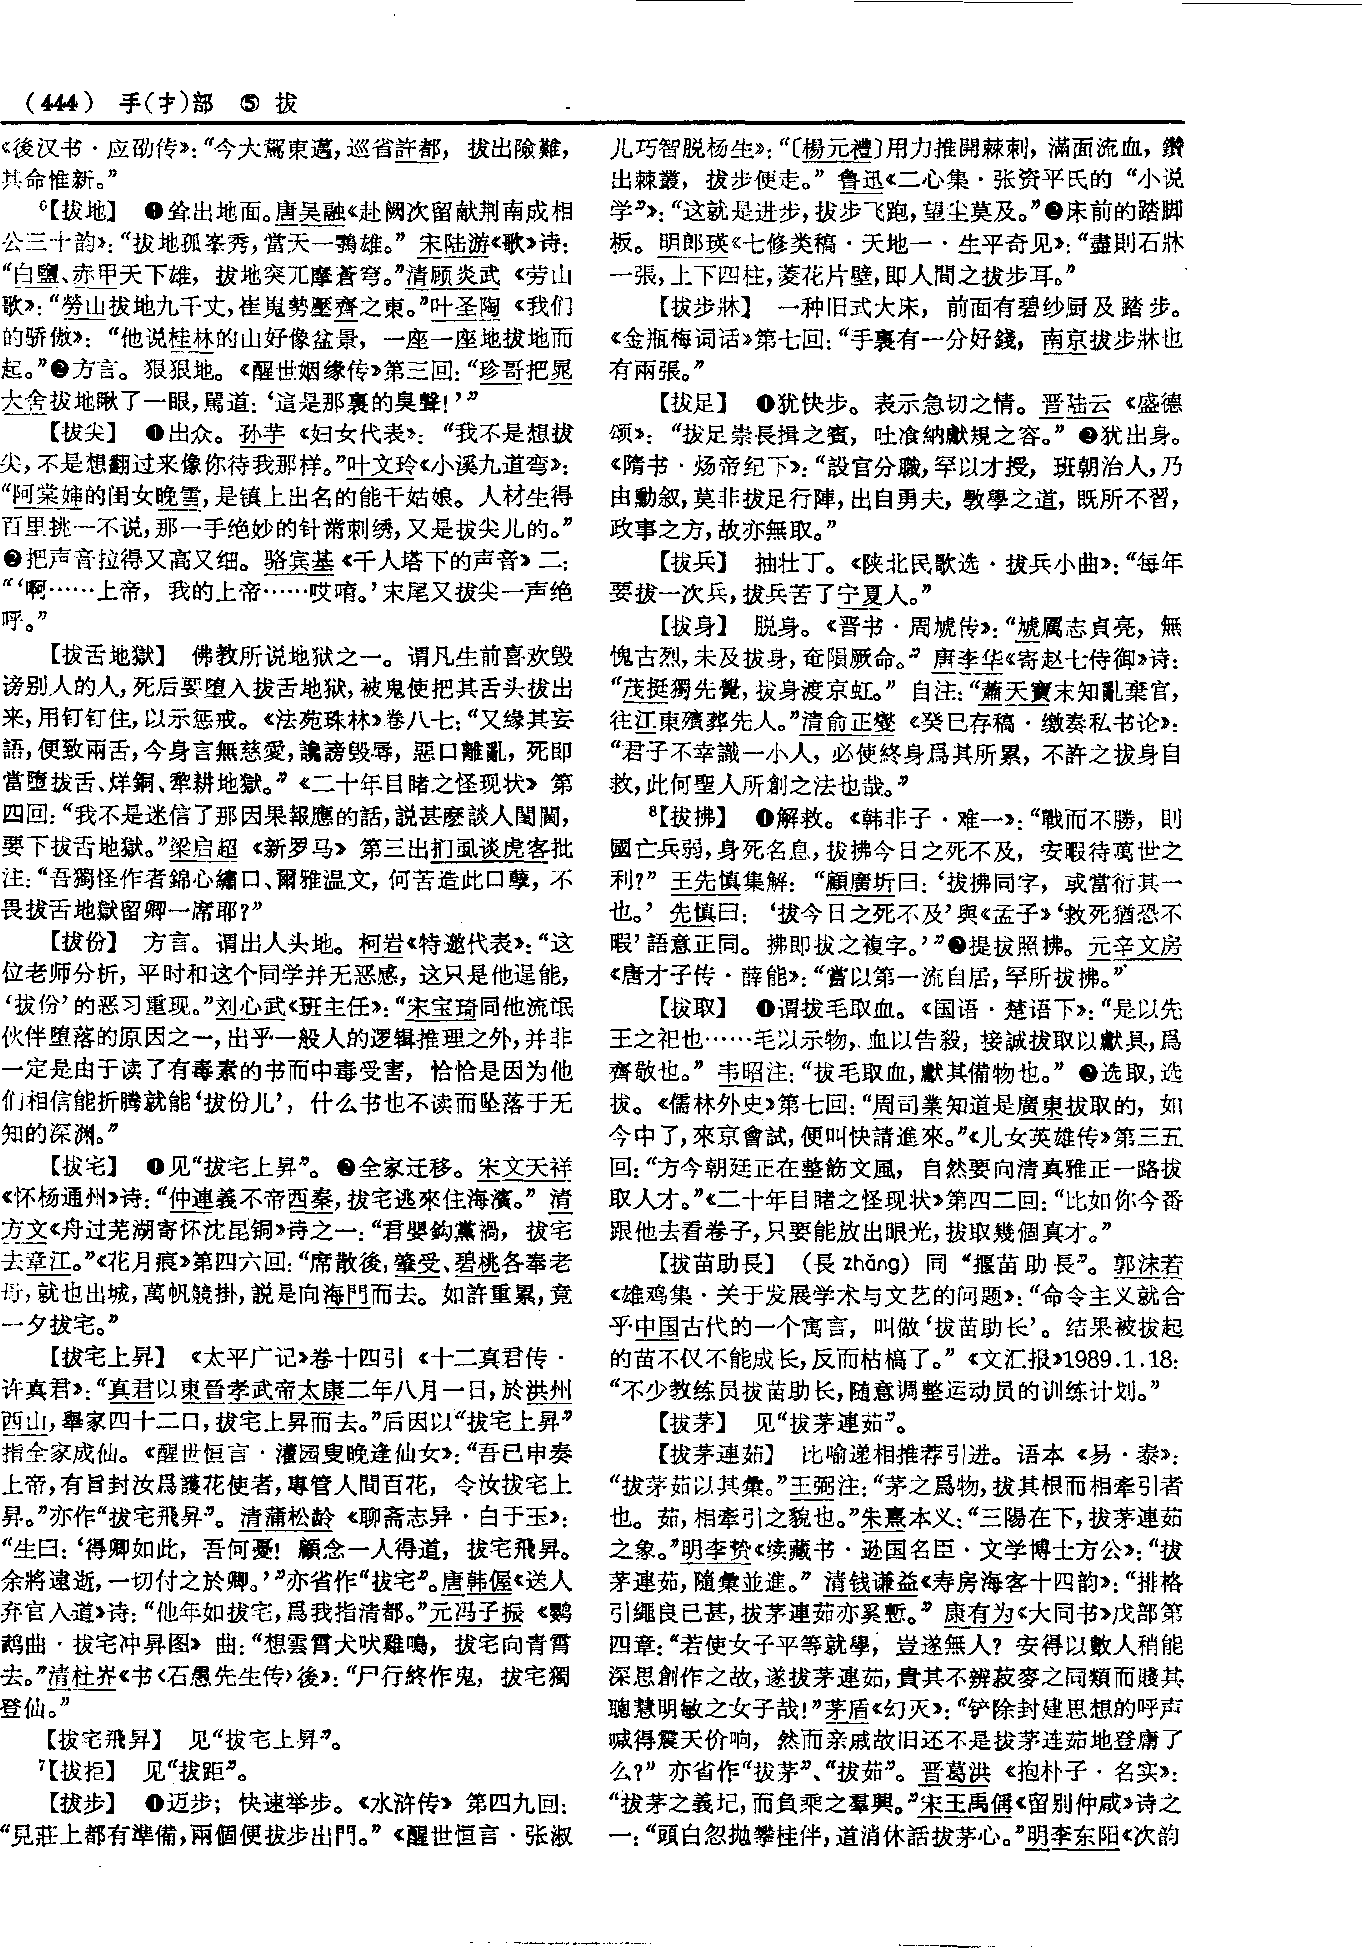 (444) 手(扌)部 ⑤ 拔
《後汉书·应劭传》：“今大駕東邁，巡省許都，拔出險難，
其命惟新。”
⁶【拔地】 ❶耸出地面。唐吴融《赴阙次留献荆南成相
公三十韵》：“拔地孤峯秀，當天一鶚雄。” 宋陆游《歌》诗：
“白鹽、赤甲天下雄，拔地突兀摩蒼穹。”清顾炎武《劳山
歌》：“勞山拔地九千丈，崔嵬勢壓齊之東。”叶圣陶《我们
的骄傲》：“他说桂林的山好像盆景，一座一座地拔地而
起。”❷方言。狠狠地。《醒世姻缘传》第三回：“珍哥把晁
大舍拔地瞅了一眼，駡道：‘這是那裏的臭聲！’”
【拔尖】 ❶出众。孙芋《妇女代表》：“我不是想拔
尖，不是想翻过来像你待我那样。”叶文玲《小溪九道弯》：
“阿棠婶的闺女晚雪，是镇上出名的能干姑娘。人材生得
百里挑一不说，那一手绝妙的针黹刺绣，又是拔尖儿的。”
❷把声音拉得又高又细。骆宾基《千人塔下的声音》二：
“‘啊……上帝，我的上帝……哎唷。’末尾又拔尖一声绝
呼。”
【拔舌地獄】 佛教所说地狱之一。谓凡生前喜欢毁
谤别人的人，死后要堕入拔舌地狱，被鬼使把其舌头拔出
来，用钉钉住，以示惩戒。《法苑珠林》卷八七：“又緣其妄
語，便致兩舌，今身言無慈愛，讒謗毁辱，惡口離亂，死即
當墮拔舌、烊銅、犂耕地獄。”《二十年目睹之怪现状》第
四回：“我不是迷信了那因果報應的話，説甚麽談人閨閫，
要下拔舌地獄。”梁启超《新罗马》第三出扪虱谈虎客批
注：“吾獨怪作者錦心繡口、爾雅温文，何苦造此口孽，不
畏拔舌地獄留卿一席耶？”
【拔份】 方言。谓出人头地。柯岩《特邀代表》：“这
位老师分析，平时和这个同学并无恶感，这只是他逞能，
‘拔份’的恶习重现。”刘心武《班主任》：“宋宝琦同他流氓
伙伴堕落的原因之一，出乎一般人的逻辑推理之外，并非
一定是由于读了有毒素的书而中毒受害，恰恰是因为他
们相信能折腾就能‘拔份儿’，什么书也不读而坠落于无
知的深渊。”
【拔宅】 ❶见“拔宅上昇”。❷全家迁移。宋文天祥
《怀杨通州》诗：“仲連義不帝西秦，拔宅逃來住海濱。” 清
方文《舟过芜湖寄怀沈昆铜》诗之一：“君嬰鈎黨禍，拔宅
去章江。”《花月痕》第四六回：“席散後，肇受、碧桃各奉老
母，就也出城，萬帆競掛，説是向海門而去。如許重累，竟
一夕拔宅。”
【拔宅上昇】 《太平广记》卷十四引《十二真君传·
许真君》：“真君以東晉孝武帝太康二年八月一日，於洪州
西山，舉家四十二口，拔宅上昇而去。”后因以“拔宅上昇”
指全家成仙。《醒世恒言·灌园叟晚逢仙女》：“吾已申奏
上帝，有旨封汝爲護花使者，專管人間百花，令汝拔宅上
昇。”亦作“拔宅飛昇”。清蒲松龄《聊斋志异·白于玉》：
“生曰：‘得卿如此，吾何憂！顧念一人得道，拔宅飛昇。
余將遠逝，一切付之於卿。’”亦省作“拔宅”。唐韩偓《送人
弃官入道》诗：“他年如拔宅，爲我指清都。”元冯子振《鹦
鹉曲·拔宅冲昇图》曲：“想雲霄犬吠雞鳴，拔宅向青霄
去。”清杜岕《书〈石愚先生传〉後》：“尸行終作鬼，拔宅獨
登仙。”
【拔宅飛昇】 见“拔宅上昇”。
⁷【拔拒】 见“拔距”。
【拔步】 ❶迈步；快速举步。《水浒传》第四九回：
“見莊上都有準備，兩個便拔步出門。”《醒世恒言·张淑
儿巧智脱杨生》：“〔楊元禮〕用力推開棘刺，滿面流血，鑽
出棘叢，拔步便走。” 鲁迅《二心集·张资平氏的“小说
学”》：“这就是进步，拔步飞跑，望尘莫及。”❷床前的踏脚
板。明郎瑛《七修类稿·天地一·生平奇见》：“盡則石牀
一張，上下四柱，菱花片壁，即人間之拔步耳。”
【拔步牀】 一种旧式大床，前面有碧纱厨及踏步。
《金瓶梅词话》第七回：“手裏有一分好錢，南京拔步牀也
有兩張。”
【拔足】 ❶犹快步。表示急切之情。晋陆云《盛德
颂》：“拔足崇長揖之賓，吐飡納獻規之容。” ❷犹出身。
《隋书·炀帝纪下》：“設官分職，罕以才授，班朝治人，乃
由勳叙，莫非拔足行陣，出自勇夫，斆學之道，既所不習，
政事之方，故亦無取。”
【拔兵】 抽壮丁。《陕北民歌选·拔兵小曲》：“每年
要拔一次兵，拔兵苦了宁夏人。”
【拔身】 脱身。《晋书·周虓传》：“虓厲志貞亮，無
愧古烈，未及拔身，奄隕厥命。” 唐李华《寄赵七侍御》诗：
“茂挺獨先覺，拔身渡京虹。” 自注：“蕭天寶末知亂棄官，
往江東殯葬先人。”清俞正燮《癸巳存稿·缴奏私书论》：
“君子不幸識一小人，必使終身爲其所累，不許之拔身自
救，此何聖人所創之法也哉。”
⁸【拔拂】 ❶解救。《韩非子·难一》：“戰而不勝，則
國亡兵弱，身死名息，拔拂今日之死不及，安暇待萬世之
利？” 王先慎集解：“顧廣圻曰：‘拔拂同字，或當衍其一
也。’ 先慎曰：‘拔今日之死不及’與《孟子》‘救死猶恐不
暇’語意正同。拂即拔之複字。’”❷提拔照拂。元辛文房
《唐才子传·薛能》：“嘗以第一流自居，罕所拔拂。”
【拔取】 ❶谓拔毛取血。《国语·楚语下》：“是以先
王之祀也……毛以示物，血以告殺，接誠拔取以獻具，爲
齊敬也。” 韦昭注：“拔毛取血，獻其備物也。” ❷选取，选
拔。《儒林外史》第七回：“周司業知道是廣東拔取的，如
今中了，來京會試，便叫快請進來。”《儿女英雄传》第三五
回：“方今朝廷正在整飭文風，自然要向清真雅正一路拔
取人才。”《二十年目睹之怪现状》第四二回：“比如你今番
跟他去看卷子，只要能放出眼光，拔取幾個真才。”
【拔苗助長】 （長 zhǎng）同“揠苗助長”。郭沫若
《雄鸡集·关于发展学术与文艺的问题》：“命令主义就合
乎中国古代的一个寓言，叫做‘拔苗助长’。结果被拔起
的苗不仅不能成长，反而枯槁了。”《文汇报》1989.1.18：
“不少教练员拔苗助长，随意调整运动员的训练计划。”
【拔茅】 见“拔茅連茹”。
【拔茅連茹】 比喻递相推荐引进。语本《易·泰》：
“拔茅茹以其彙。”王弼注：“茅之爲物，拔其根而相牽引者
也。茹，相牽引之貌也。”朱熹本义：“三陽在下，拔茅連茹
之象。”明李贽《续藏书·逊国名臣·文学博士方公》：“拔
茅連茹，隨彙並進。” 清钱谦益《寿房海客十四韵》：“排格
引繩良已甚，拔茅連茹亦奚慙。” 康有为《大同书》戊部第
四章：“若使女子平等就學，豈遂無人？安得以數人稍能
深思創作之故，遂拔茅連茹，貴其不辨菽麥之同類而賤其
聰慧明敏之女子哉！”茅盾《幻灭》：“铲除封建思想的呼声
喊得震天价响，然而亲戚故旧还不是拔茅连茹地登庸了
么？” 亦省作“拔茅”、“拔茹”。晋葛洪《抱朴子·名实》：
“拔茅之義圮，而負乘之羣興。”宋王禹偁《留别仲咸》诗之
一：“頭白忽抛攀桂伴，道消休話拔茅心。”明李东阳《次韵